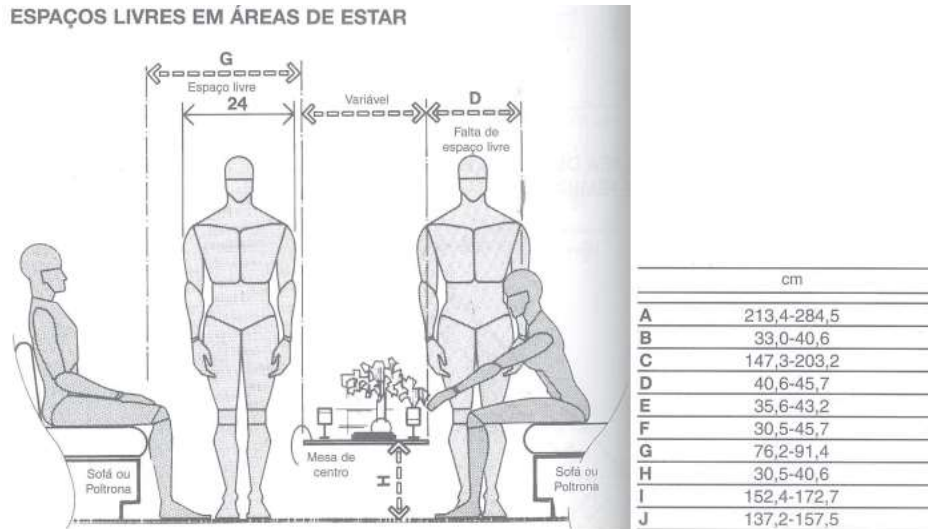 ESPAÇOS LIVRES EM ÁREAS DE ESTAR
G
Espaço livre
24
Variável
D
Falta de
espaço livre
Mesa de
centro
H
Sofá ou
Poltrona
Sofá ou
Poltrona
cm
A 213,4-284,5
B 33,0-40,6
C 147,3-203,2
D 40,6-45,7
E 35,6-43,2
F 30,5-45,7
G 76,2-91,4
H 30,5-40,6
I 152,4-172,7
J 137,2-157,5